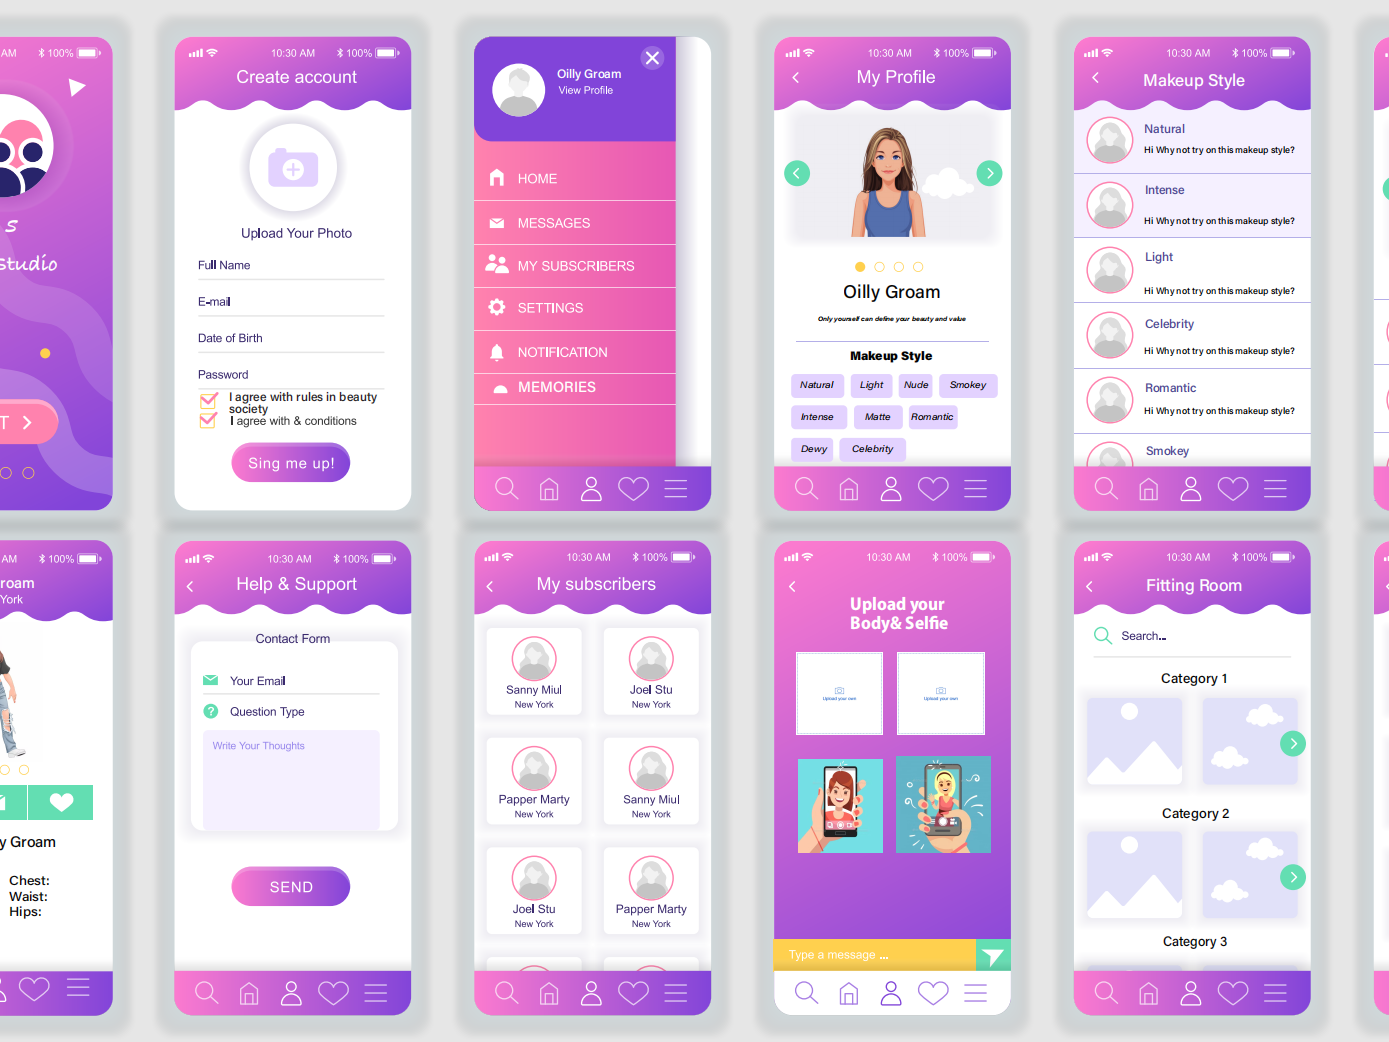 AM
100%
s
Studio
T
10:30 AM
100%
Create account
Upload Your Photo
Full Name
E-mail
Date of Birth
Password
I agree with rules in beauty
society
I agree with & conditions
Sing me up!
Oilly Groam
View Profile
HOME
MESSAGES
MY SUBSCRIBERS
SETTINGS
NOTIFICATION
MEMORIES
10:30 AM
100%
My Profile
Oilly Groam
Only yourself can define your beauty and value
Makeup Style
Natural Light Nude Smokey
Intense Matte Romantic
Dewy Celebrity
10:30 AM
100%
Makeup Style
Natural
Hi Why not try on this makeup style?
Intense
Hi Why not try on this makeup style?
Light
Hi Why not try on this makeup style?
Celebrity
Hi Why not try on this makeup style?
Romantic
Hi Why not try on this makeup style?
Smokey
AM
100%
roam
York
y Groam
Chest:
Waist:
Hips:
10:30 AM
100%
Help & Support
Contact Form
Your Email
? Question Type
Write Your Thoughts
SEND
10:30 AM
100%
My subscribers
Sanny Miul Joel Stu
New York New York
Papper Marty Sanny Miul
New York New York
Joel Stu Papper Marty
New York New York
10:30 AM
100%
Upload your
Body& Selfie
Upload your own Upload your own
Type a message ...
10:30 AM
100%
Fitting Room
Search...
Category 1
Category 2
Category 3